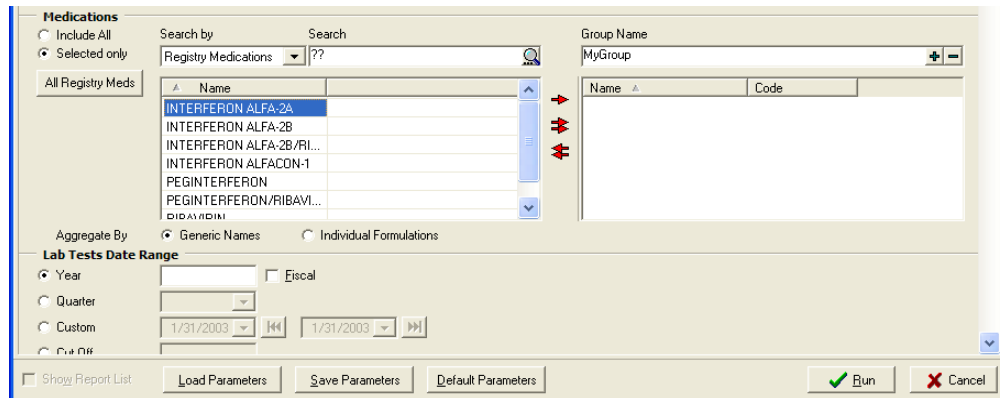 Medications
Include All
Search by Search Group Name
Selected only
Registry Medications ?? MyGroup
All Registry Meds
Name Name Code
INTERFERON ALFA-2A
INTERFERON ALFA-2B
INTERFERON ALFA-2B/RI...
INTERFERON ALFACON-1
PEGINTERFERON
PEGINTERFERON/RIBAVI...
RIBAVIRIN
Aggregate By Generic Names Individual Formulations
Lab Tests Date Range
Year Fiscal
Quarter
Custom 1/31/2003 1/31/2003
Cut Off
Show Report List Load Parameters Save Parameters Default Parameters Run Cancel